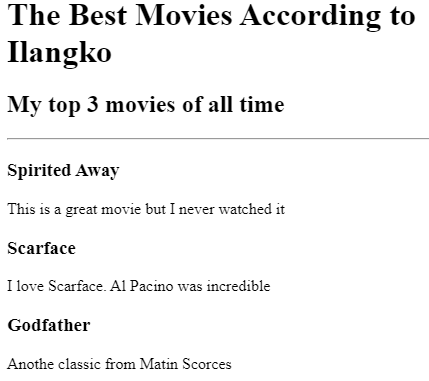 The Best Movies According to
Ilangko
My top 3 movies of all time
Spirited Away
This is a great movie but I never watched it
Scarface
I love Scarface. Al Pacino was incredible
Godfather
Anothe classic from Matin Scorces